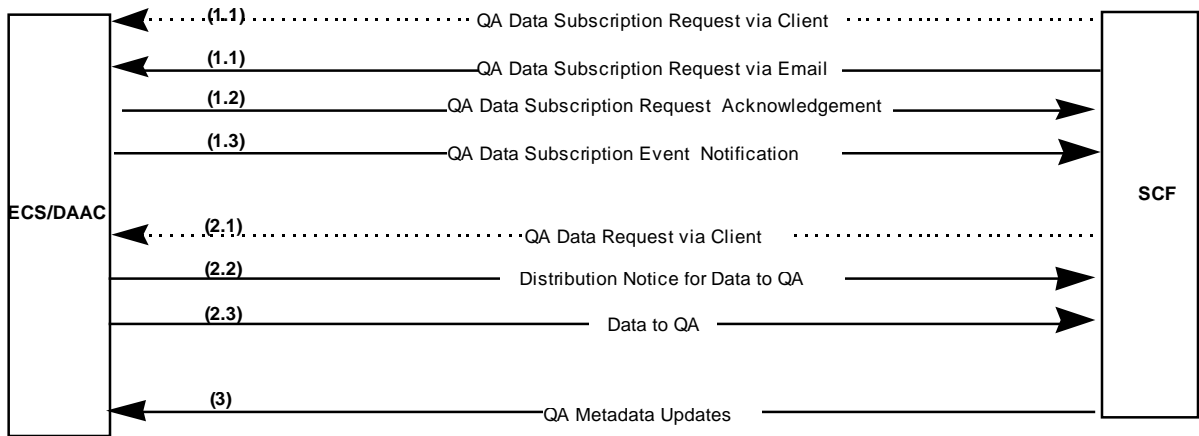 (1.1) QA Data Subscription Request via Client
(1.1) QA Data Subscription Request via Email
(1.2) QA Data Subscription Request Acknowledgement
(1.3) QA Data Subscription Event Notification
ECS/DAAC
SCF
(2.1) QA Data Request via Client
(2.2) Distribution Notice for Data to QA
(2.3) Data to QA
(3) QA Metadata Updates